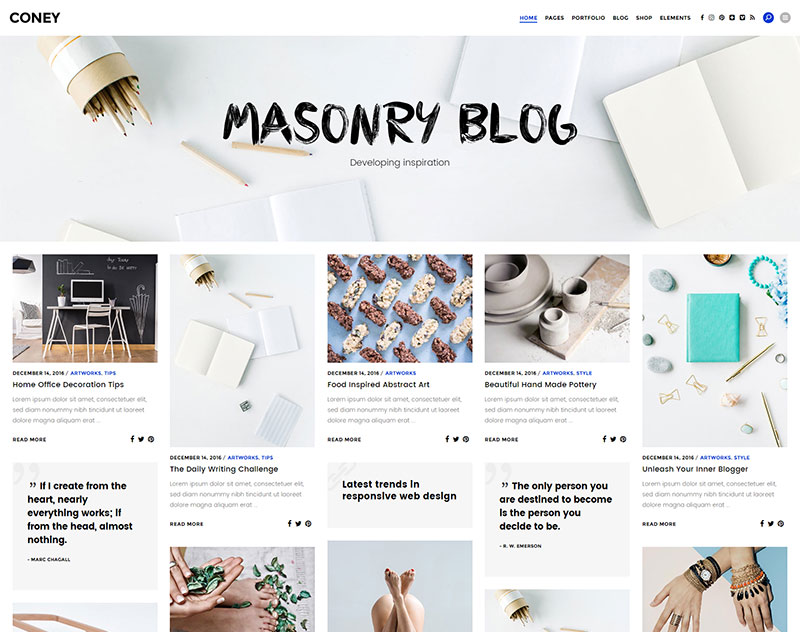 CONEY
HOME PAGES PORTFOLIO BLOG SHOP ELEMENTS
MASONRY BLOG
Developing inspiration
DECEMBER 14, 2016 / ARTWORKS, TIPS
Home Office Decoration Tips
Lorem ipsum dolor sit amet, consectetuer elit,
sed diam nonummy nibh tincidunt ut laoreet
dolore magna aliquam erat ...
READ MORE
" If I create from the
heart, nearly
everything works; if
from the head, almost
nothing.
- MARC CHAGALL
DECEMBER 14, 2016 / ARTWORKS, TIPS
The Daily Writing Challenge
Lorem ipsum dolor sit amet, consectetuer elit,
sed diam nonummy nibh tincidunt ut laoreet
dolore magna aliquam erat ...
READ MORE
DECEMBER 14, 2016 / ARTWORKS
Food Inspired Abstract Art
Lorem ipsum dolor sit amet, consectetuer elit,
sed diam nonummy nibh tincidunt ut laoreet
dolore magna aliquam erat ...
READ MORE
Latest trends in
responsive web design
DECEMBER 14, 2016 / ARTWORKS, STYLE
Beautiful Hand Made Pottery
Lorem ipsum dolor sit amet, consectetuer elit,
sed diam nonummy nibh tincidunt ut laoreet
dolore magna aliquam erat ...
READ MORE
" The only person you
are destined to become
is the person you
decide to be.
- R. W. EMERSON
DECEMBER 14, 2016 / ARTWORKS, STYLE
Unleash Your Inner Blogger
Lorem ipsum dolor sit amet, consectetuer elit,
sed diam nonummy nibh tincidunt ut laoreet
dolore magna aliquam erat ...
READ MORE